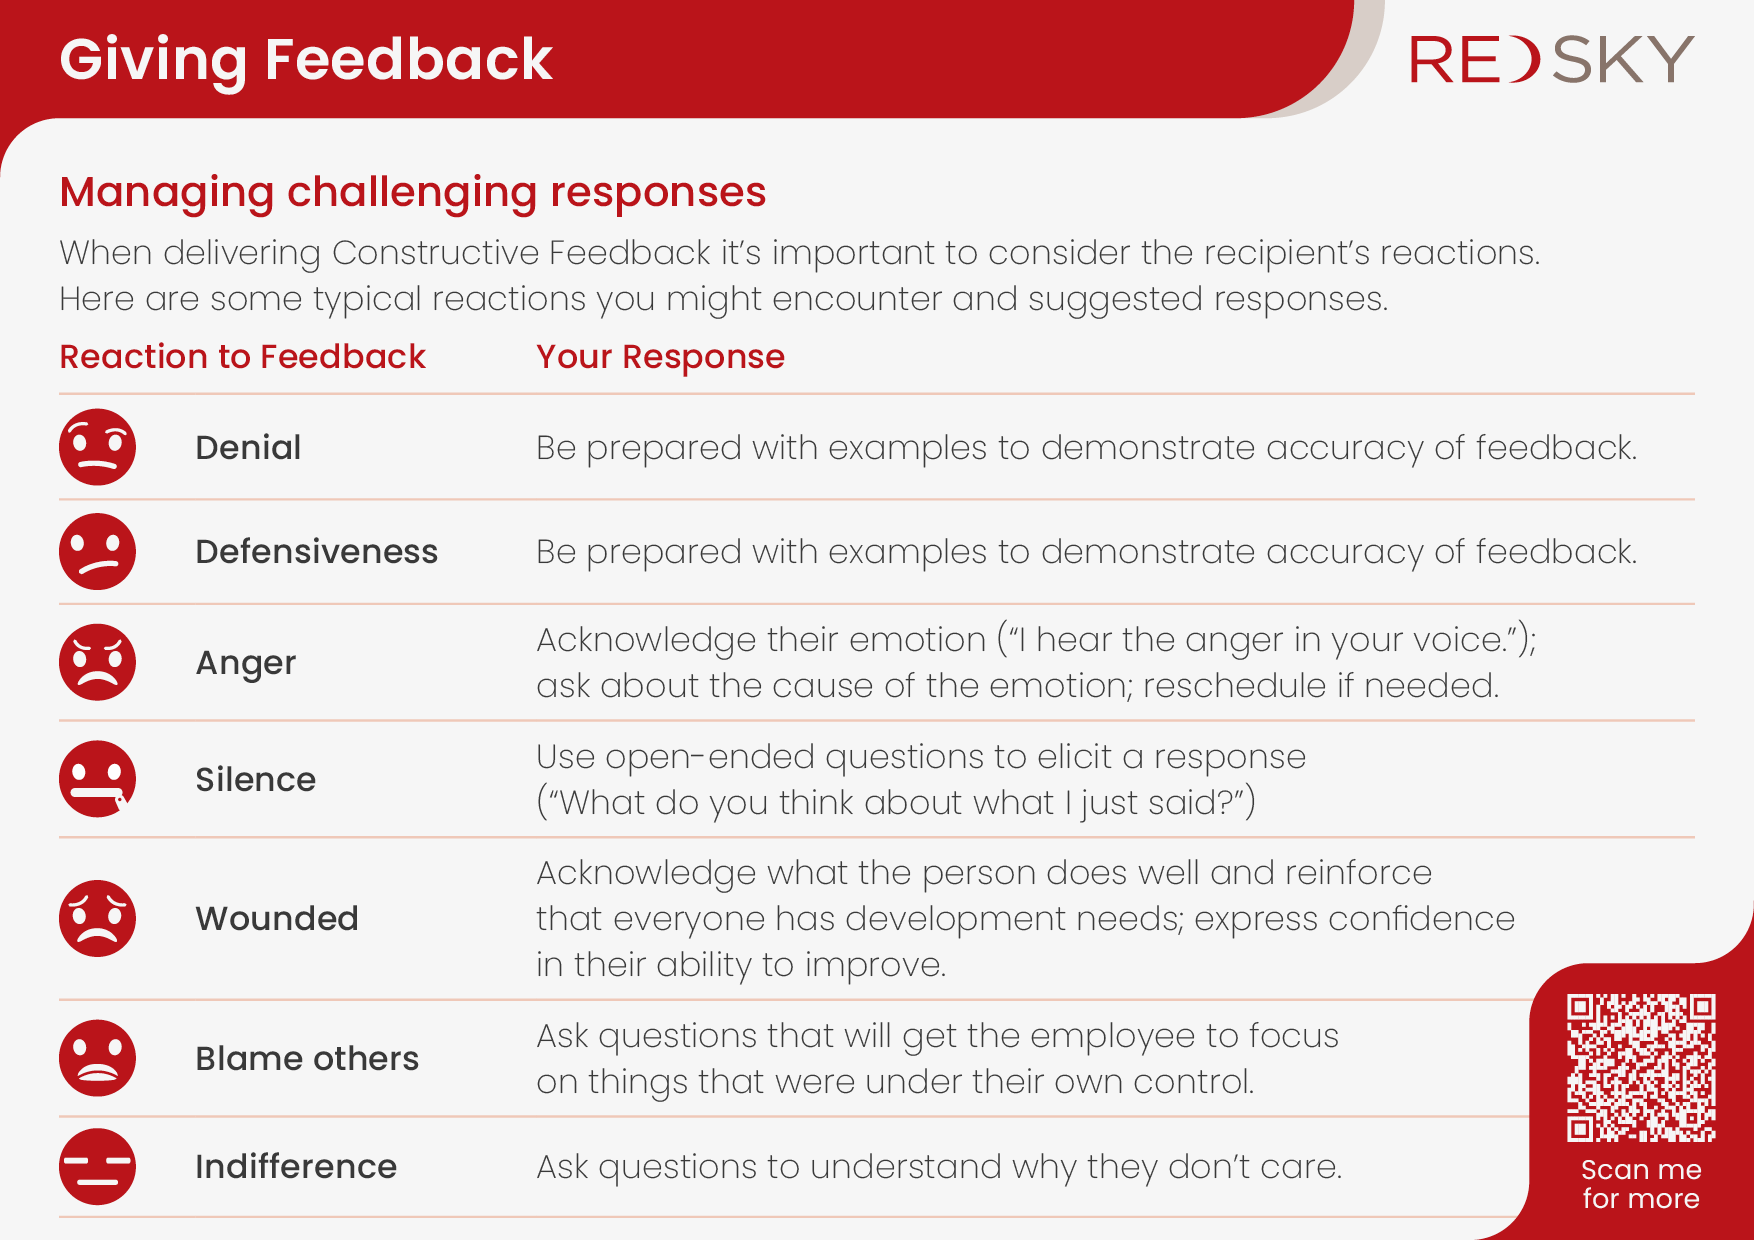 Giving Feedback
REDSKY
Managing challenging responses
When delivering Constructive Feedback it’s important to consider the recipient’s reactions.
Here are some typical reactions you might encounter and suggested responses.
Reaction to Feedback Your Response
Denial Be prepared with examples to demonstrate accuracy of feedback.
Defensiveness Be prepared with examples to demonstrate accuracy of feedback.
Anger Acknowledge their emotion (“I hear the anger in your voice.”);
ask about the cause of the emotion; reschedule if needed.
Silence Use open-ended questions to elicit a response
(“What do you think about what I just said?”)
Wounded Acknowledge what the person does well and reinforce
that everyone has development needs; express confidence
in their ability to improve.
Blame others Ask questions that will get the employee to focus
on things that were under their own control.
Indifference Ask questions to understand why they don’t care.
Scan me
for more